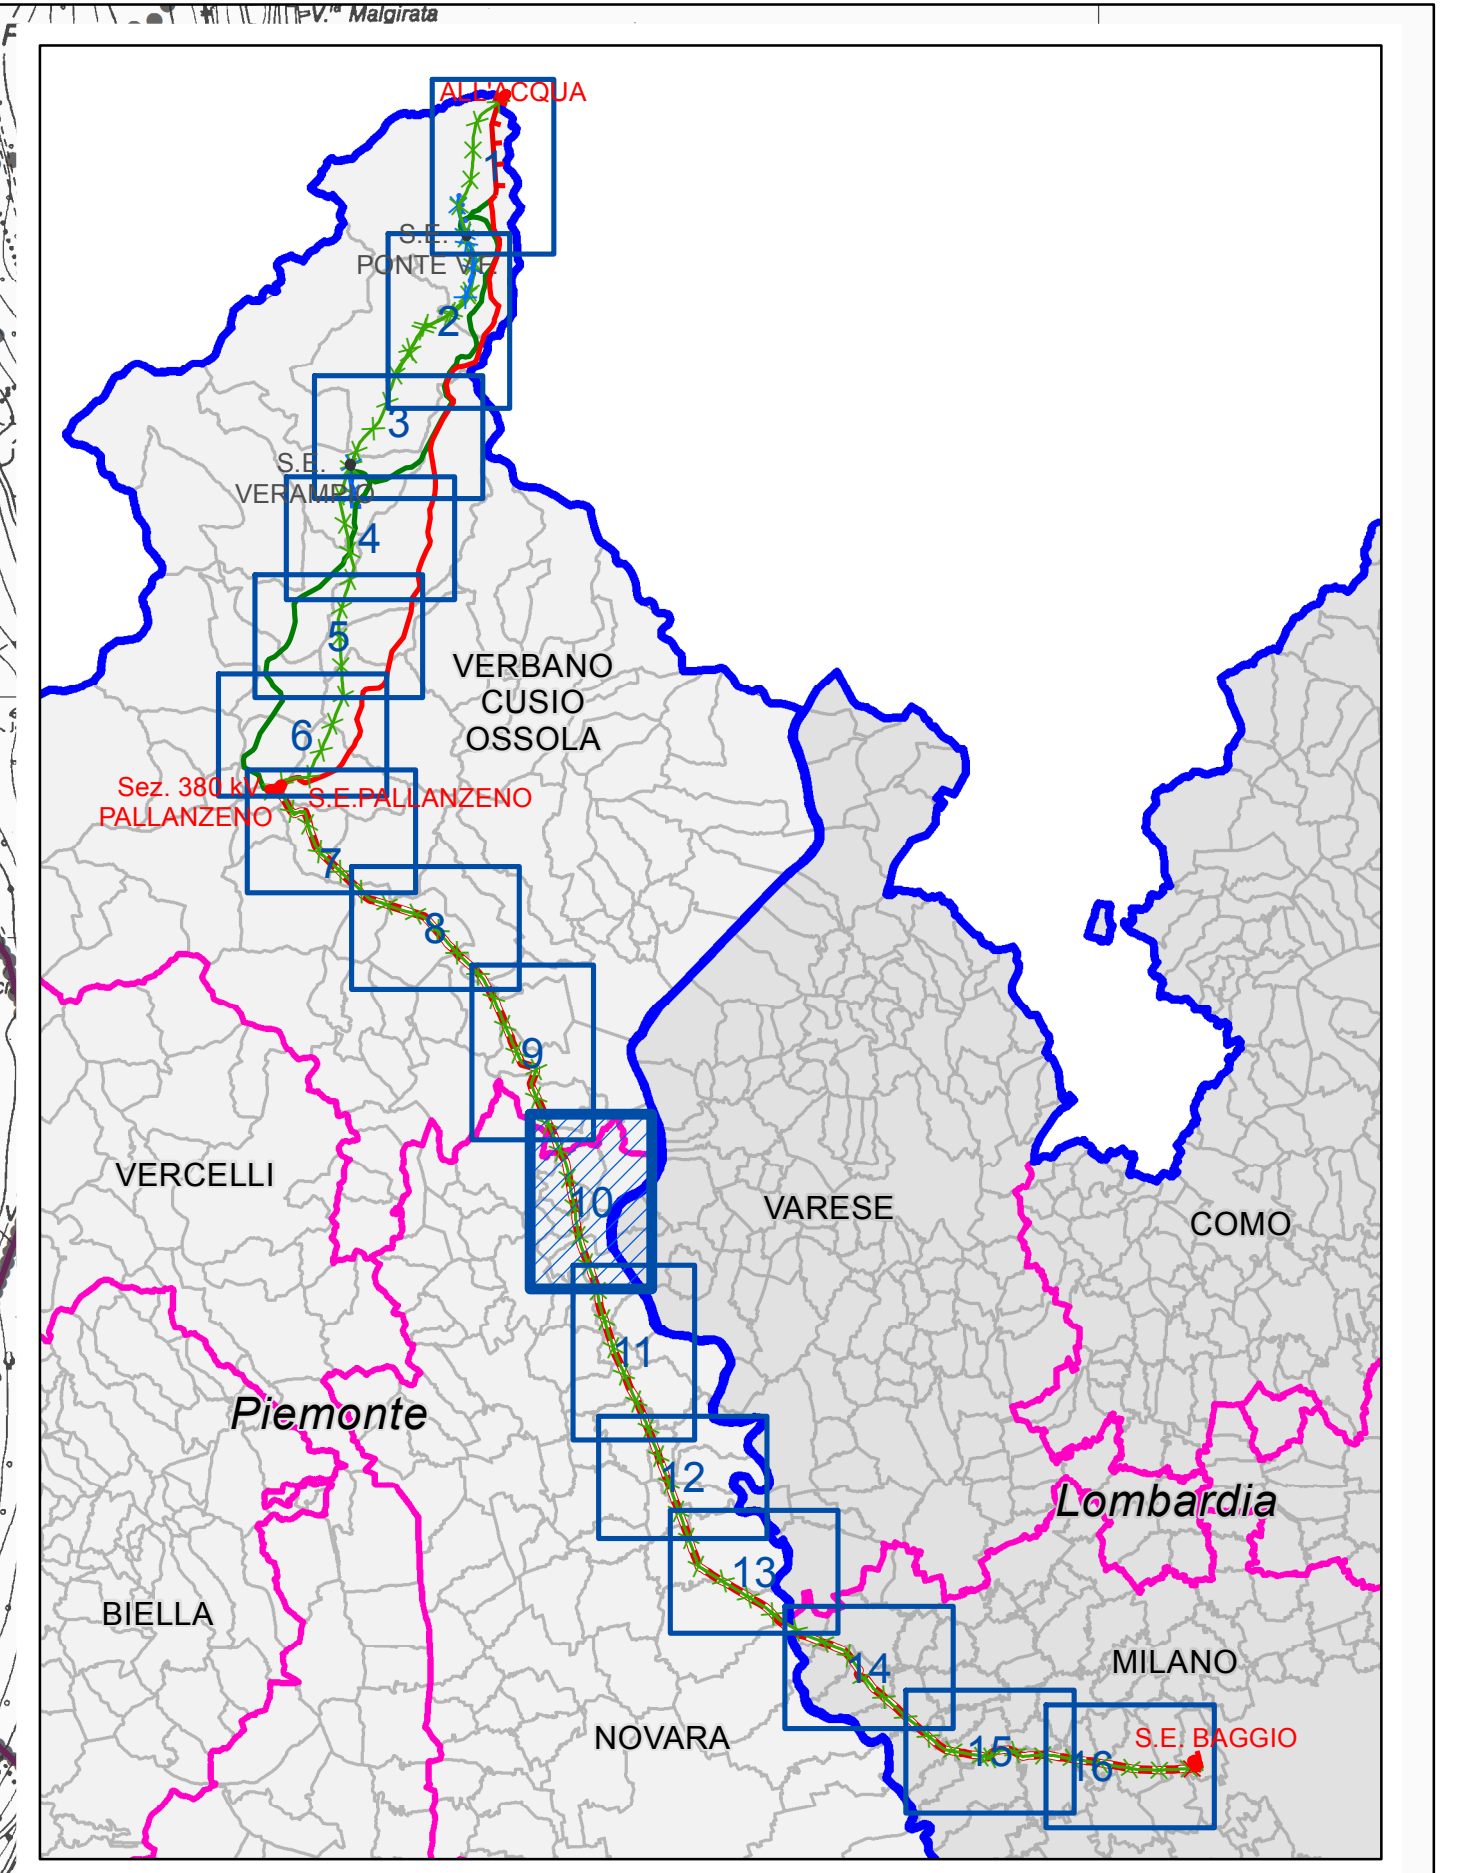 V.la Malgirata
ALL'ACQUA
1
S.E.
PONTE V.F.
2
3
S.E.
VERAMPIO
4
5
VERBANO
CUSIO
OSSOLA
6
Sez. 380 kV
PALLANZENO
S.E.PALLANZENO
7
8
9
VERCELLI
10
VARESE
COMO
11
Piemonte
12
Lombardia
13
BIELLA
14
MILANO
NOVARA
15
16
S.E. BAGGIO